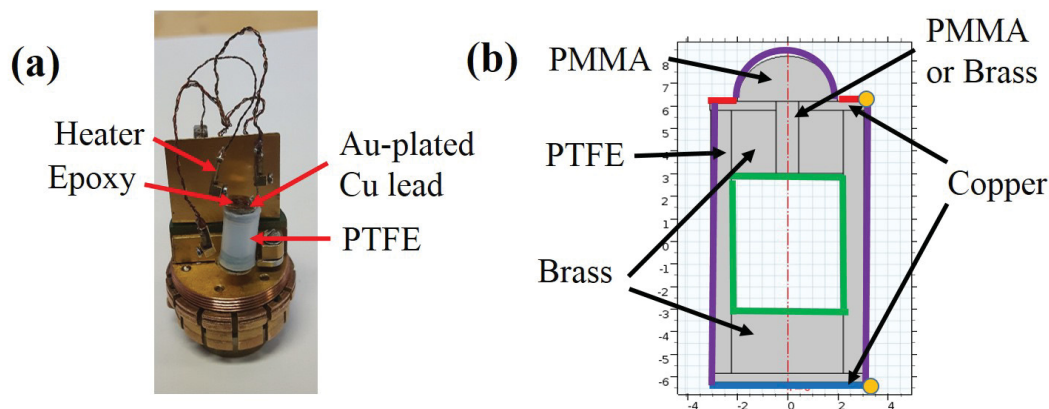 (a)
Heater
Epoxy
Au-plated
Cu lead
PTFE
(b)
PMMA
PMMA
or Brass
PTFE
Copper
Brass
8
7
6
5
4
3
2
1
0
-1
-2
-3
-4
-5
-6
-4
-2
0
2
4